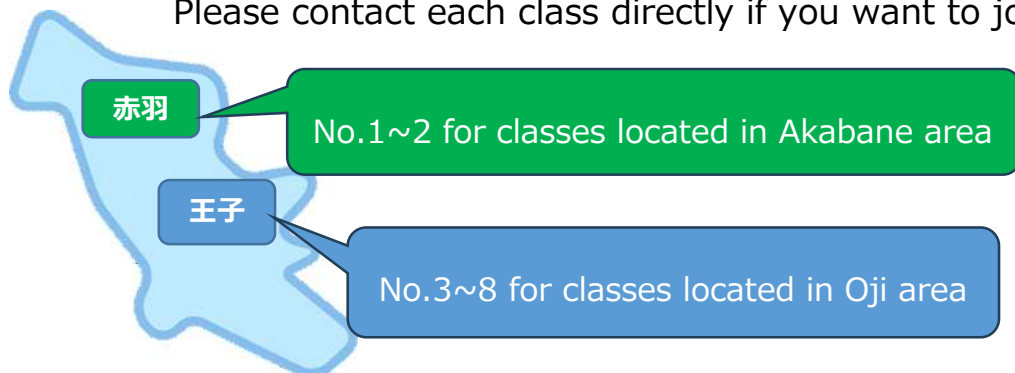 Please contact each class directly if you want to jo
赤羽
No.1~2 for classes located in Akabane area
王子
No.3~8 for classes located in Oji area